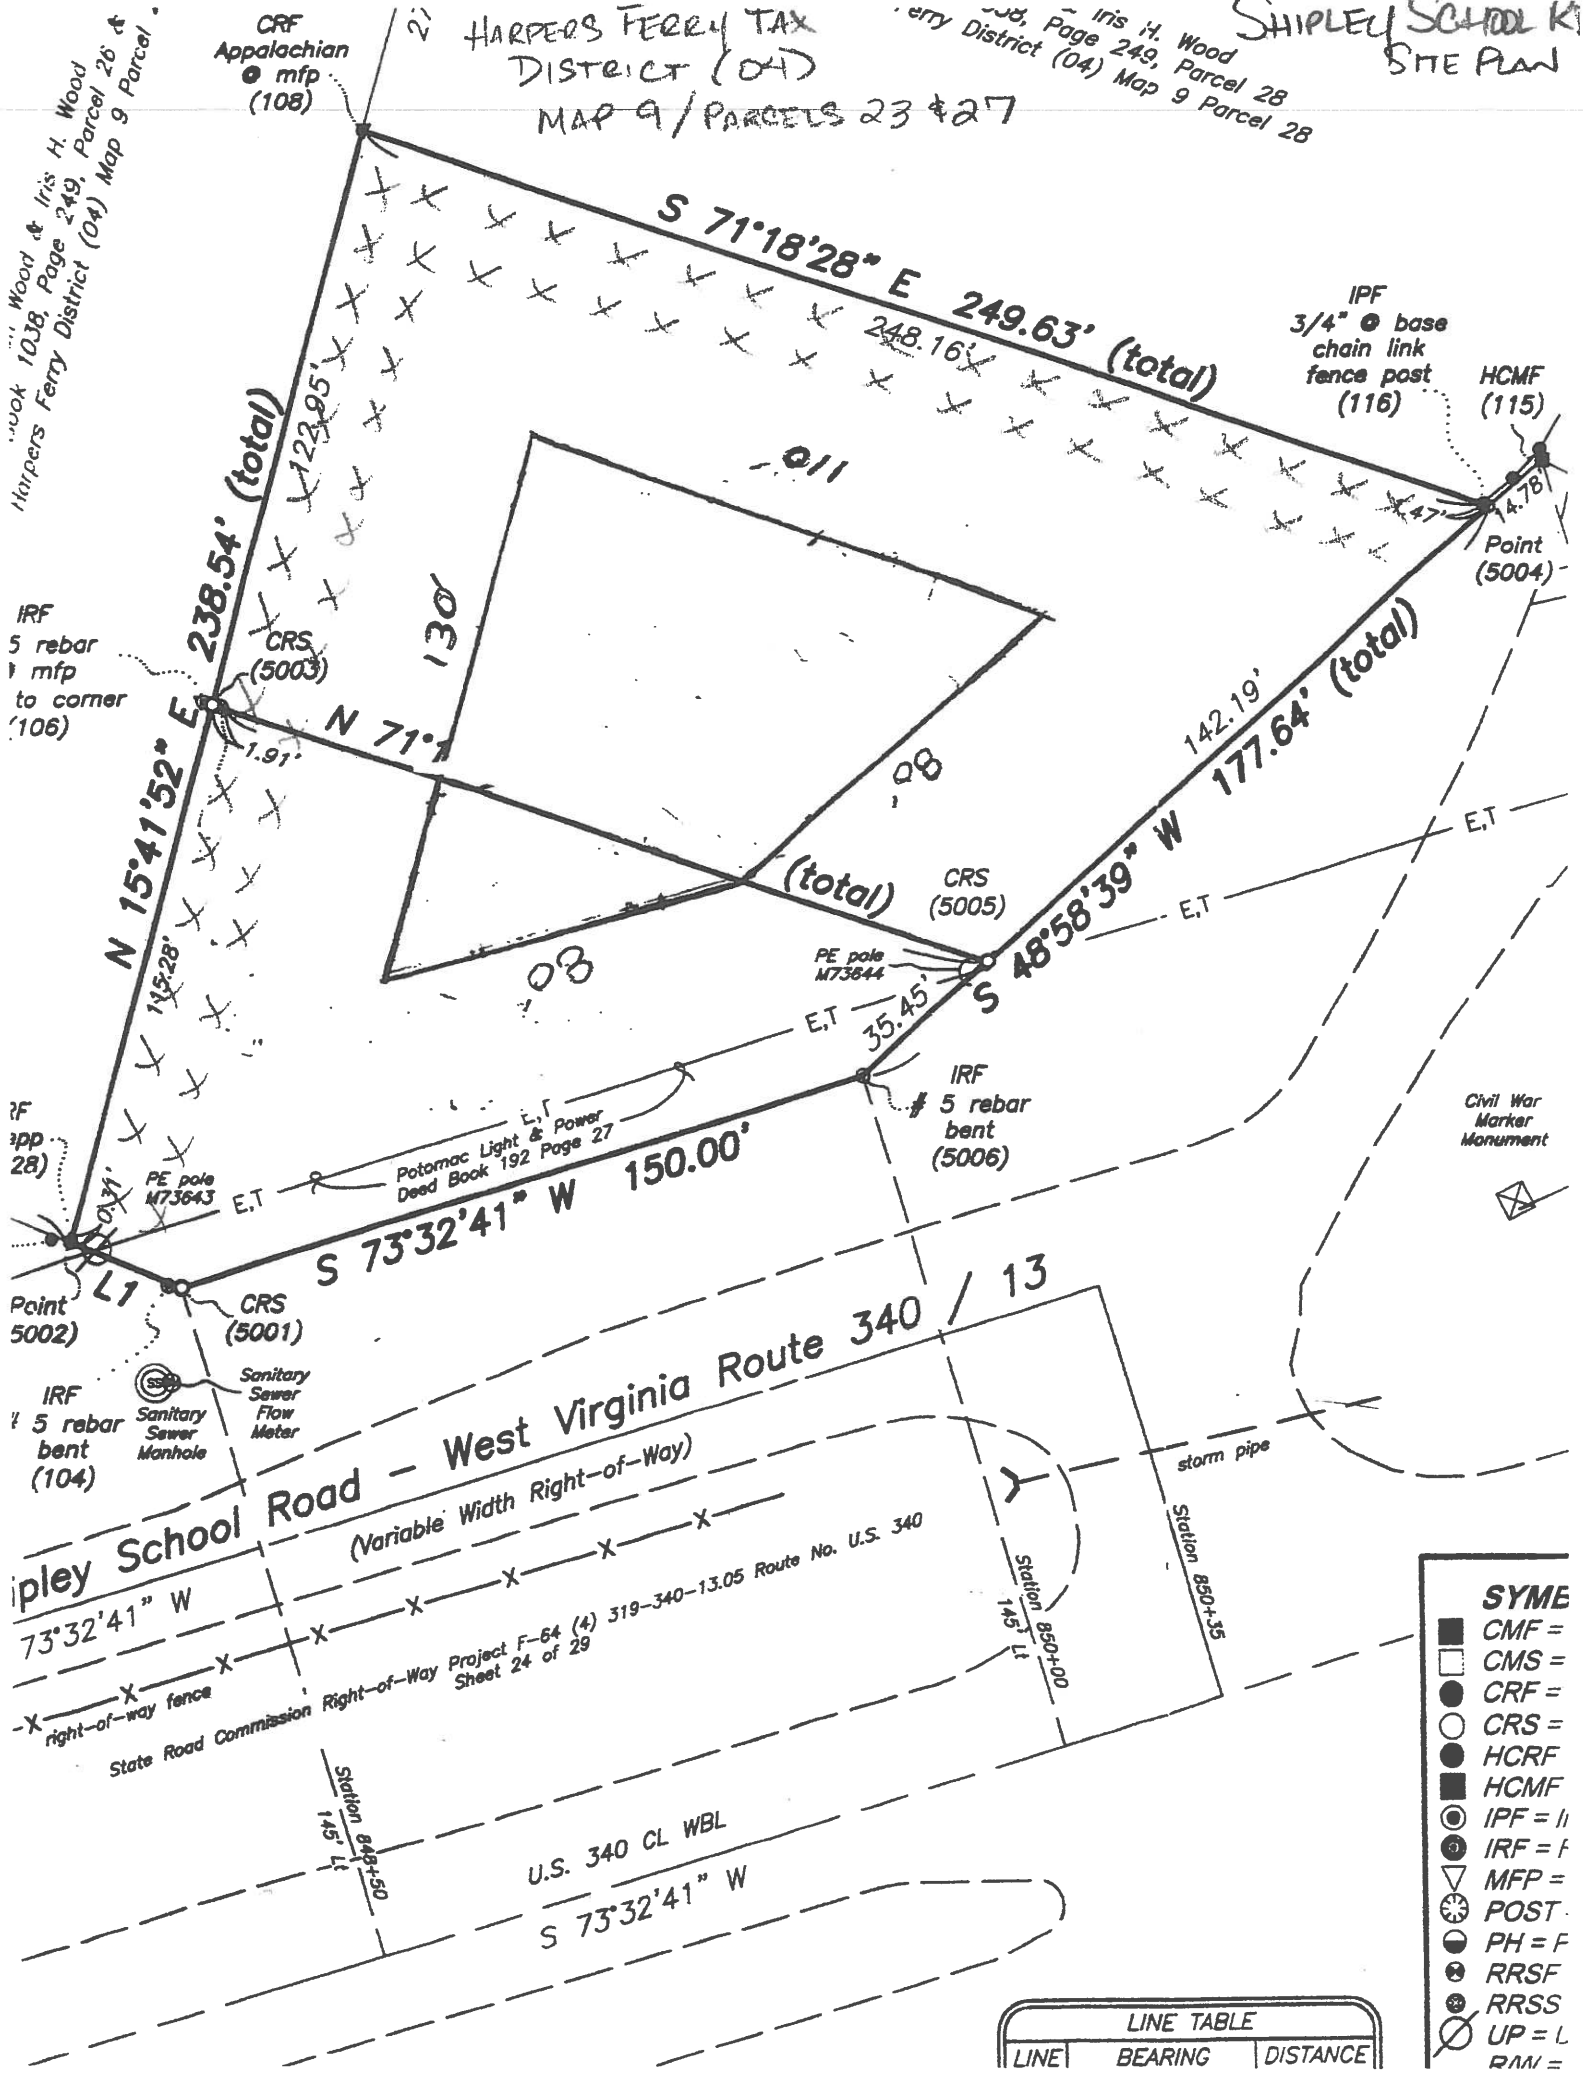 CRF
Appalachian
mfp
(108)
HARPERS FERRY TAX
DISTRICT (04)
MAP 9 / PARCELS 23 & 27
Iris H. Wood
Page 249, Parcel 28
erry District (04) Map 9 Parcel 28
SHIPLEY SCHOOL
SITE PLAN
Wood & Iris H. Wood
1038, Page 249, Parcel 26 &
Harpers Ferry District (04) Map 9 Parcel
S 71°18'28" E 249.63' (total)
248.16'
IPF
3/4" @ base
chain link
fence post
(116)
HCMF
(115)
14.78'
Point
(5004)
N 15°41'52" E 238.54' (total)
122.95'
115.28'
130'
110'
80'
80'
IRF
5 rebar
mfp
to corner
(106)
CRS
(5003)
1.91'
N 71°
(total)
CRS
(5005)
PE pole
M73644
142.19'
S 48°58'39" W 177.64' (total)
35.45'
E,T
E,T
E,T
E,T
E,T
IRF
# 5 rebar
bent
(5006)
Potomac Light & Power
Deed Book 192 Page 27
S 73°32'41" W 150.00'
Civil War
Marker
Monument
28)
PE pole
M73643
0.31'
L1
Point
5002)
CRS
(5001)
IRF
5 rebar
bent
(104)
SS
Sanitary
Sewer
Manhole
Sanitary
Sewer
Flow
Meter
ipley School Road - West Virginia Route 340 / 13
(Variable Width Right-of-Way)
73°32'41" W
right-of-way fence
State Road Commission Right-of-Way Project F-64 (4) 319-340-13.05 Route No. U.S. 340
Sheet 24 of 29
storm pipe
Station 850+35
Station 850+00
145' Lt
Station 848+50
145' Lt
U.S. 340 CL WBL
S 73°32'41" W
SYMB
CMF =
CMS =
CRF =
CRS =
HCRF
HCMF
IPF =
IRF =
MFP =
POST
PH =
RRSF
RRSS
UP =
R/W =
LINE TABLE
LINE BEARING DISTANCE